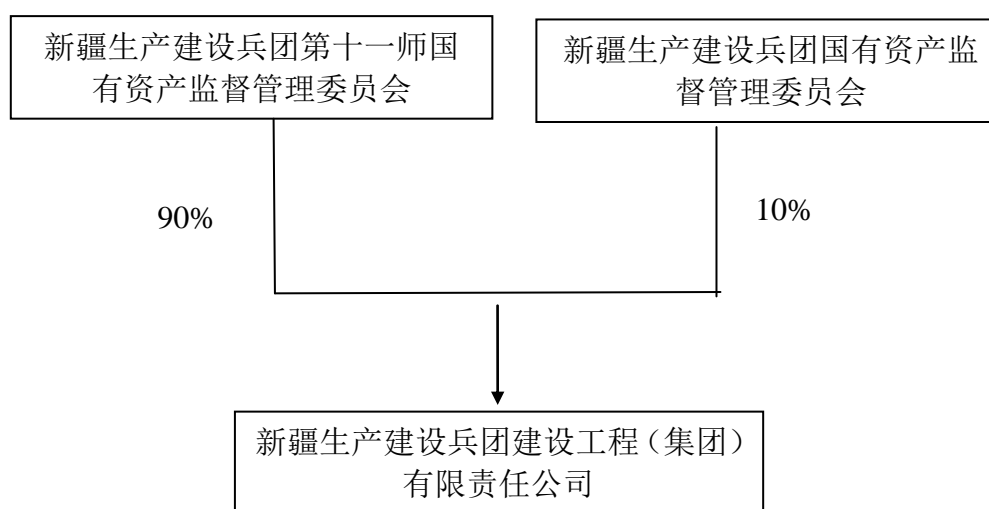 新疆生产建设兵团第十一师国
有资产监督管理委员会
新疆生产建设兵团国有资产监
督管理委员会
90%
10%
新疆生产建设兵团建设工程（集团）
有限责任公司